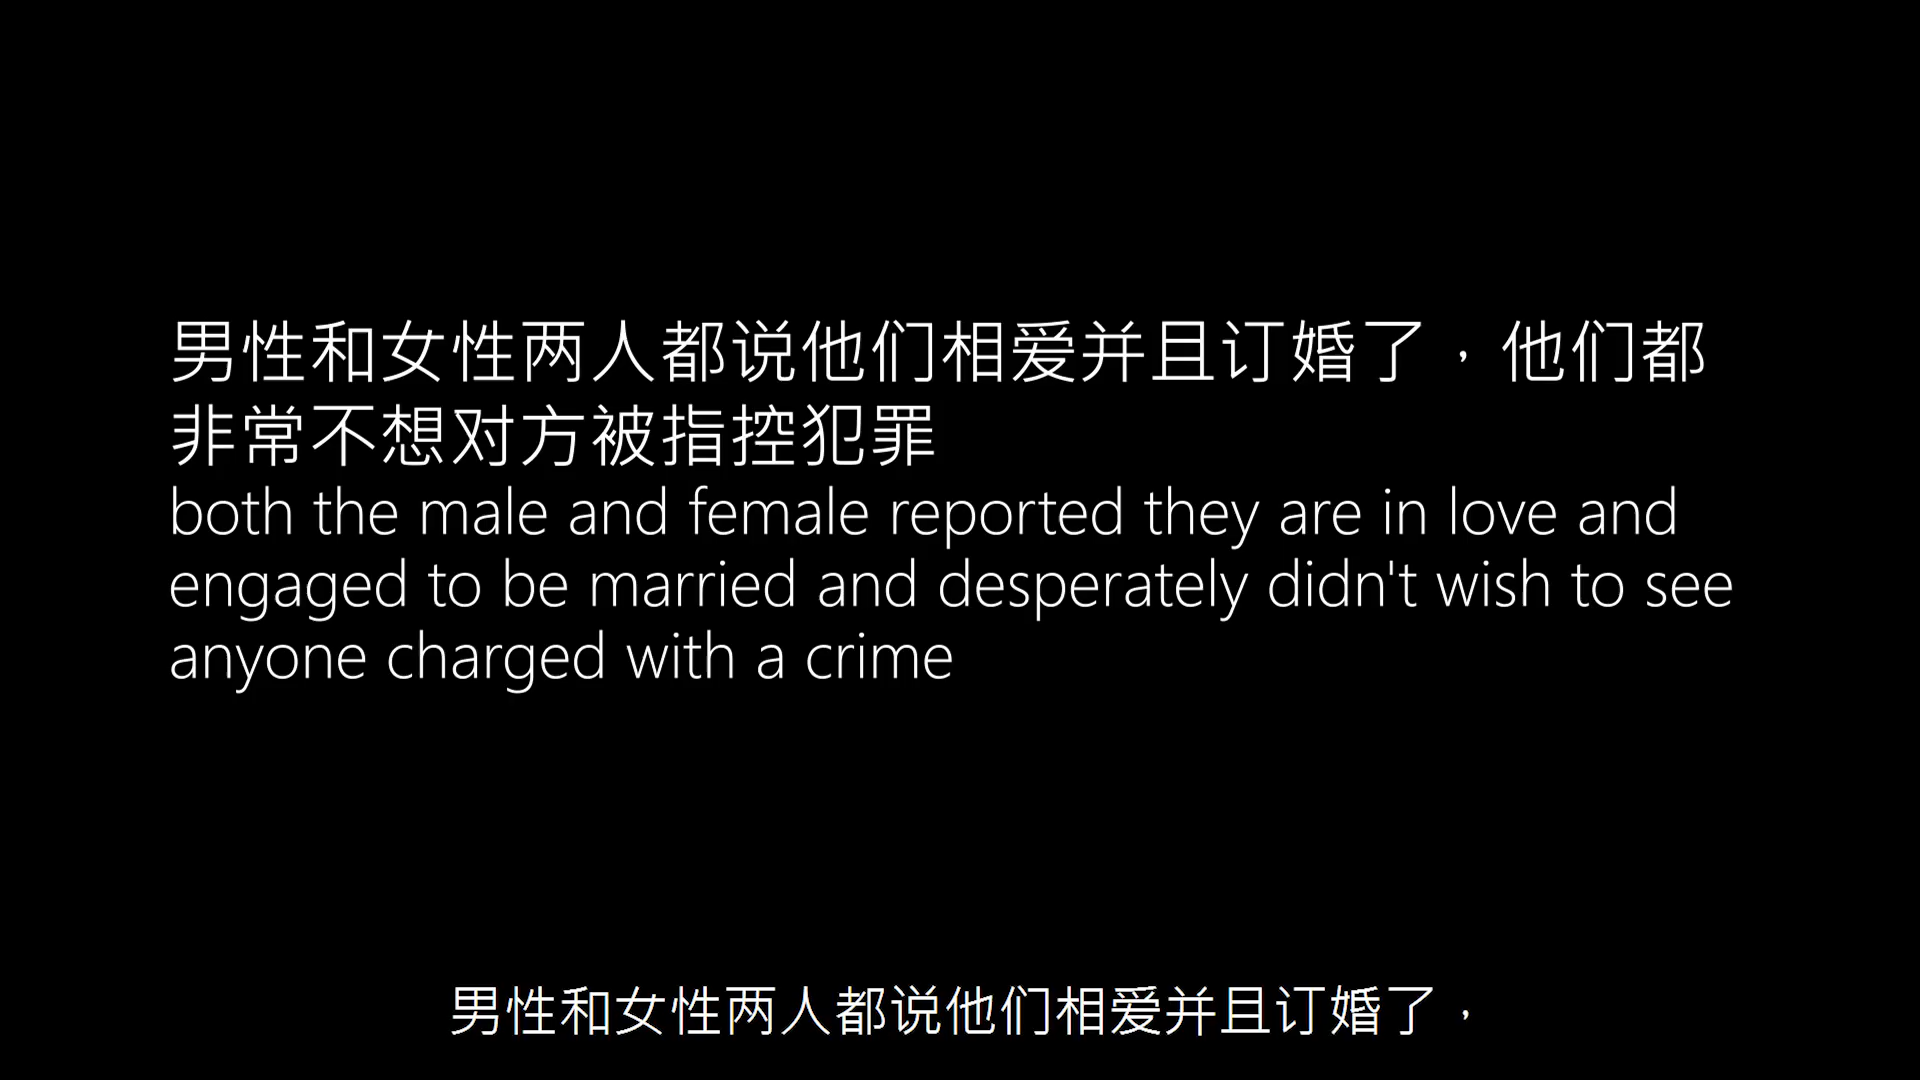 男性和女性两人都说他们相爱并且订婚了，他们都
非常不想对方被指控犯罪
both the male and female reported they are in love and
engaged to be married and desperately didn't wish to see
anyone charged with a crime
男性和女性两人都说他们相爱并且订婚了，